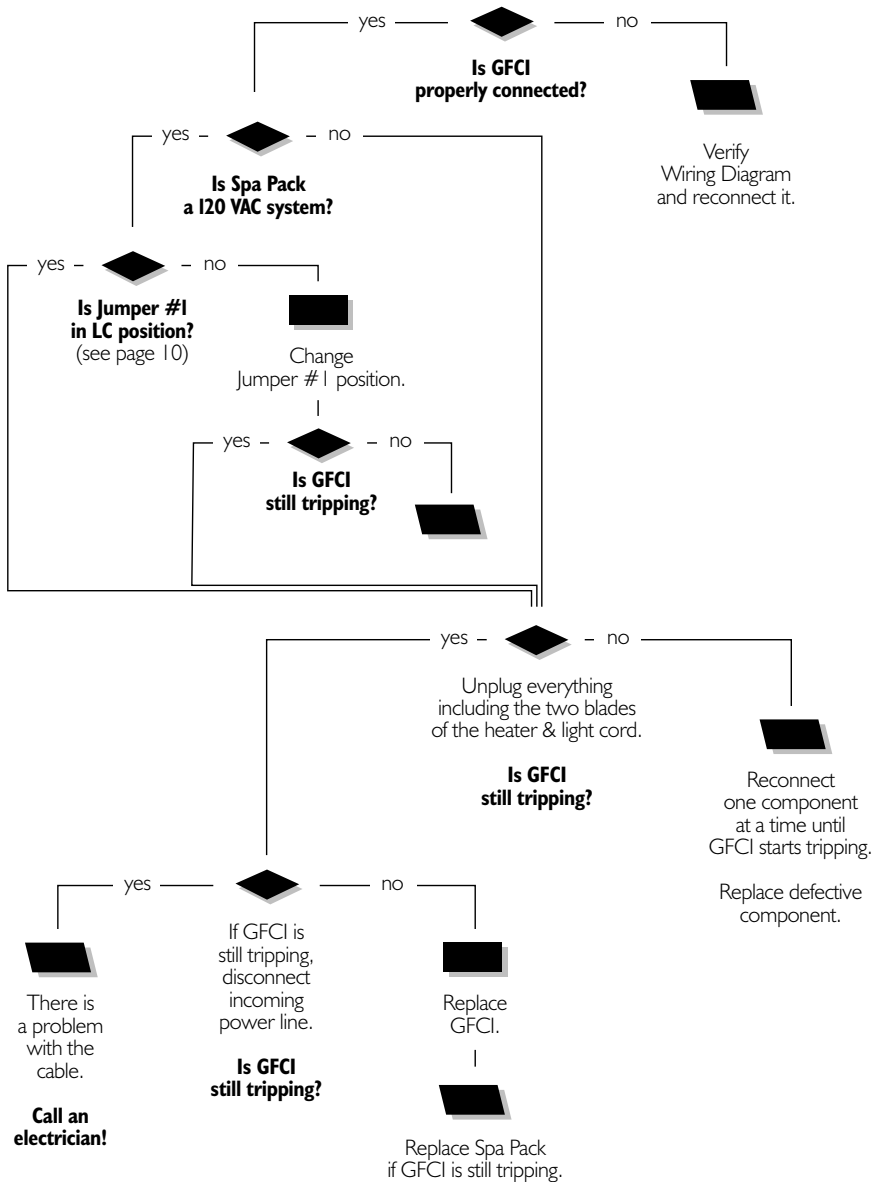 yes
no
Is GFCI
properly connected?
Verify
Wiring Diagram
and reconnect it.
yes
no
Is Spa Pack
a 120 VAC system?
yes
no
Is Jumper #1
in LC position?
(see page 10)
Change
Jumper #1 position.
yes
no
Is GFCI
still tripping?
yes
no
Unplug everything
including the two blades
of the heater & light cord.
Is GFCI
still tripping?
Reconnect
one component
at a time until
GFCI starts tripping.
Replace defective
component.
yes
no
If GFCI is
still tripping,
disconnect
incoming
power line.
Is GFCI
still tripping?
There is
a problem
with the
cable.
Call an
electrician!
Replace
GFCI.
Replace Spa Pack
if GFCI is still tripping.